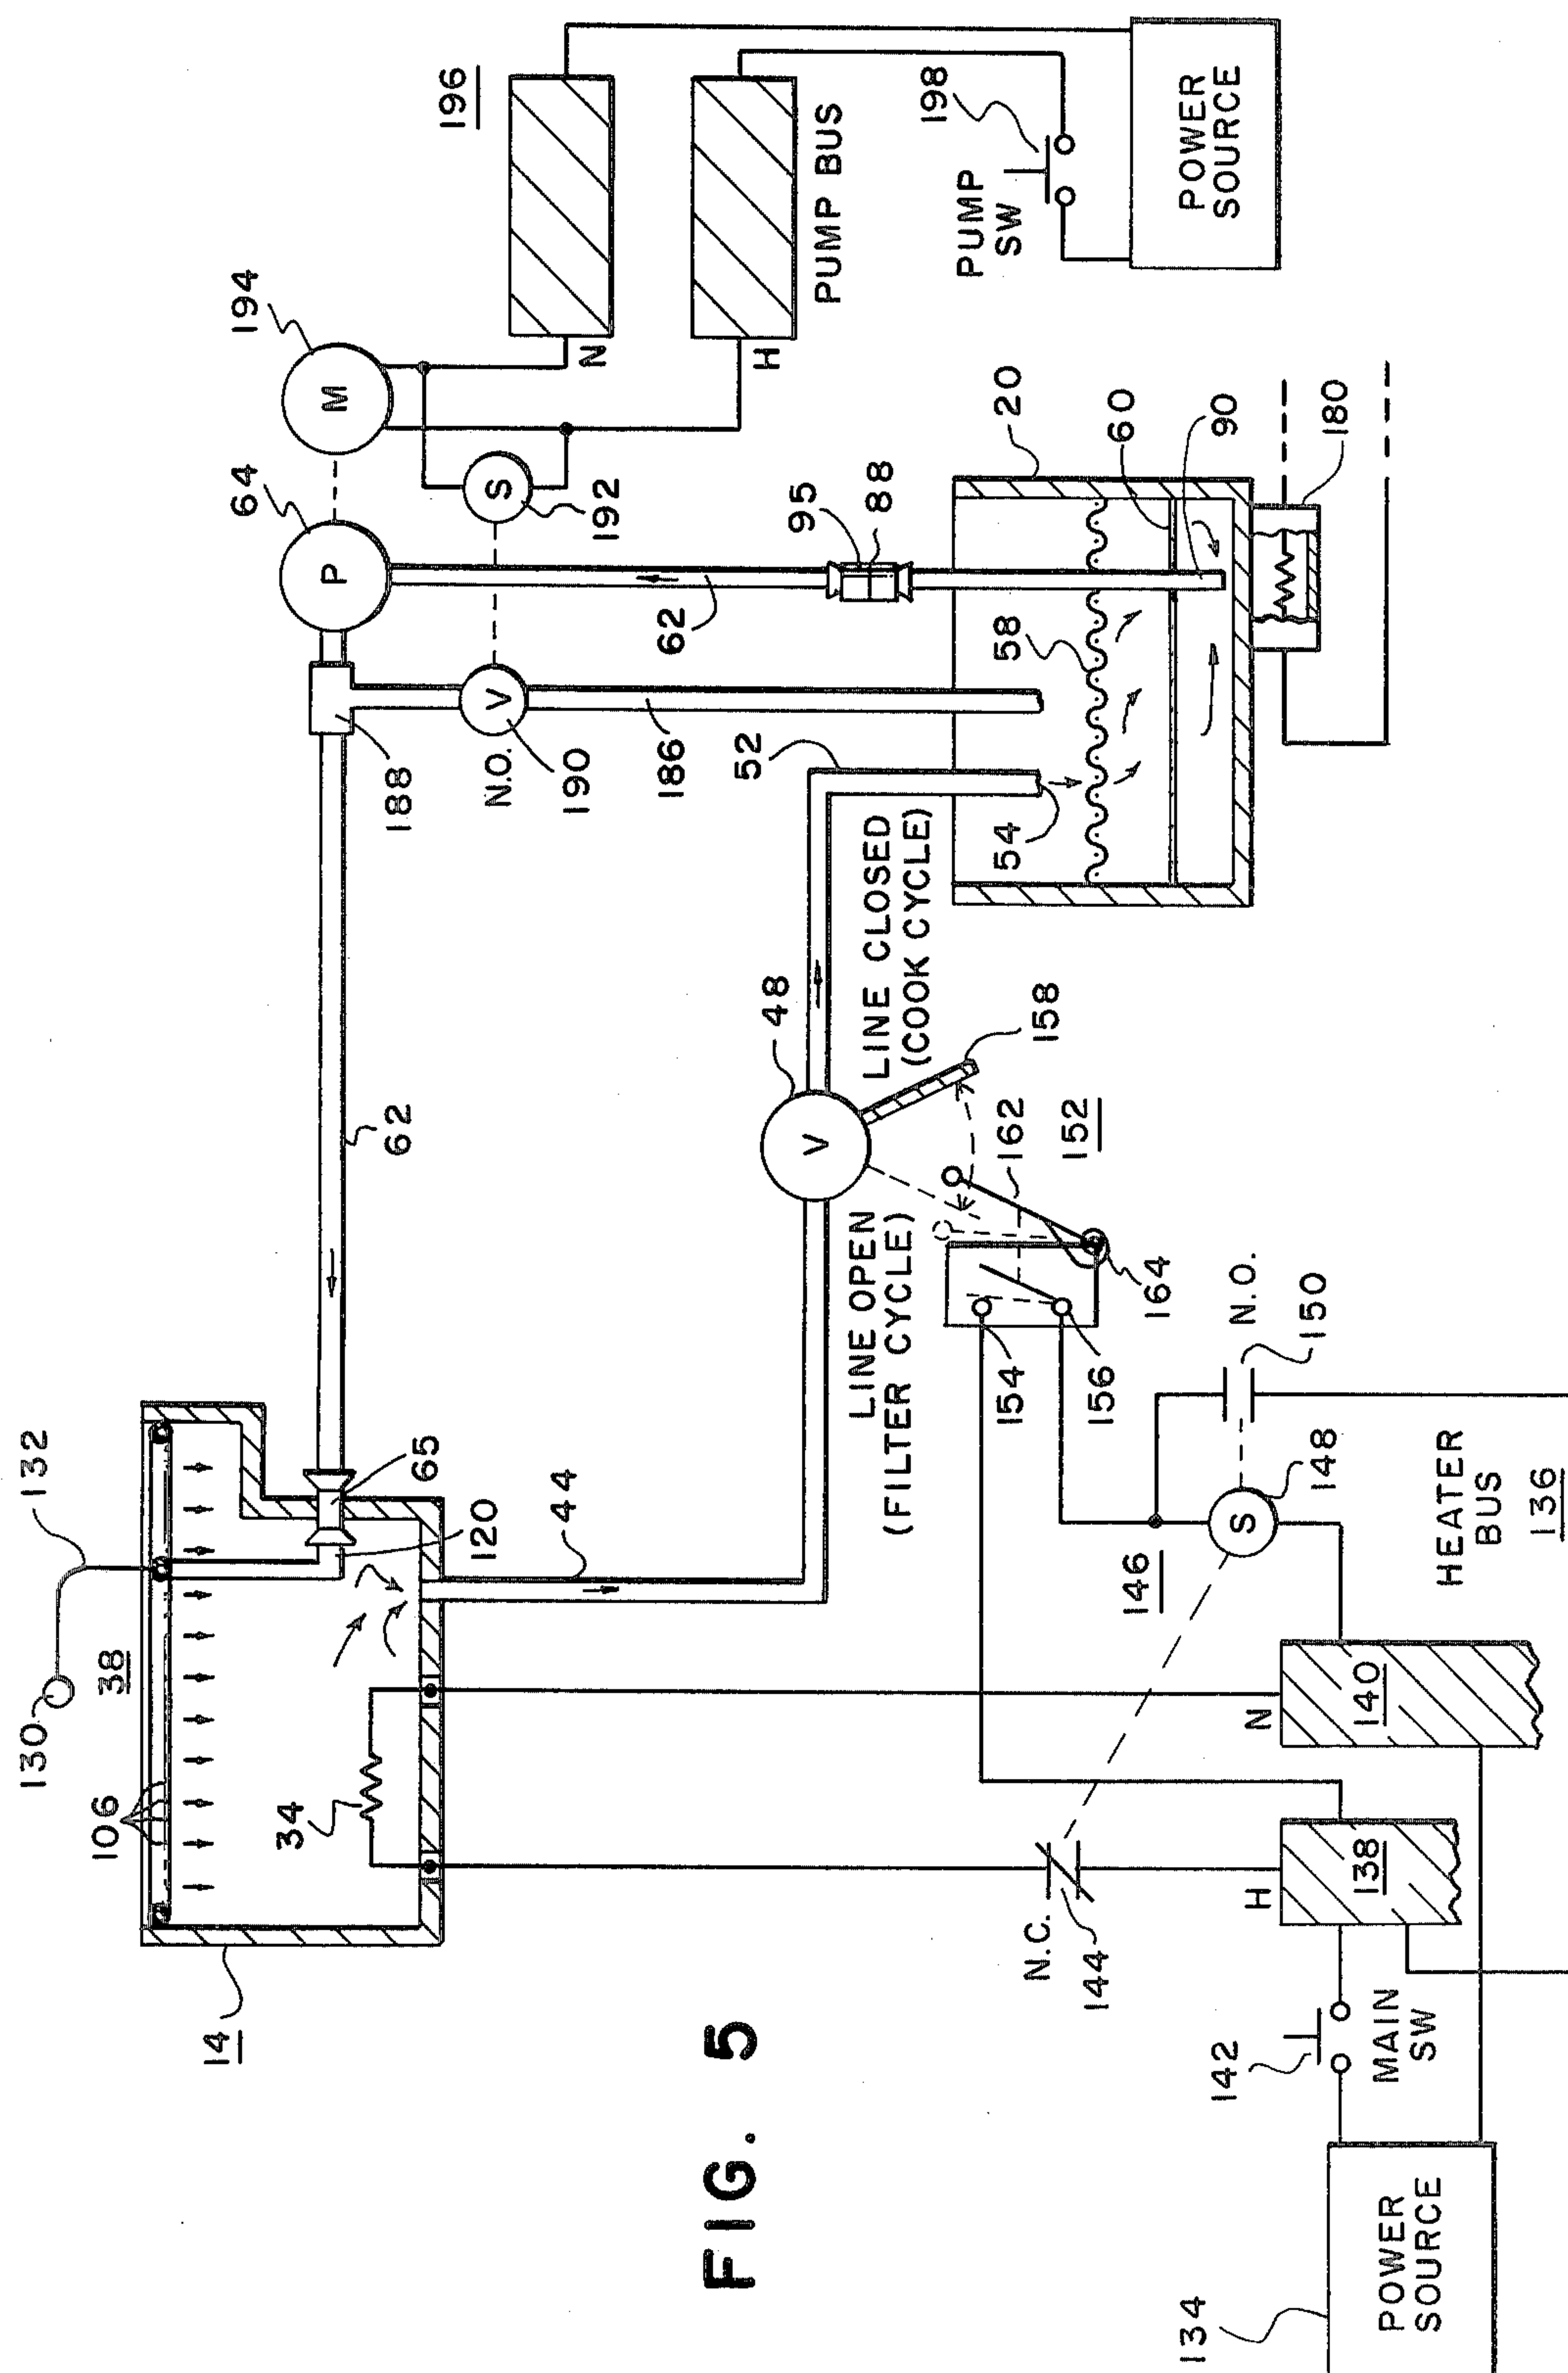 FIG. 5
14
106
130
38
132
34
120
65
44
62
188
64
P
M
194
S
192
V
N.O.
190
186
52
62
95
88
N
H
196
PUMP BUS
PUMP
SW
198
POWER
SOURCE
48
V
LINE CLOSED
(COOK CYCLE)
LINE OPEN
(FILTER CYCLE)
158
162
152
164
154
156
54
58
20
60
90
180
N.O.
150
146
S
148
HEATER
BUS
136
N
140
H
138
N.C.
144
142
MAIN
SW
134
POWER
SOURCE